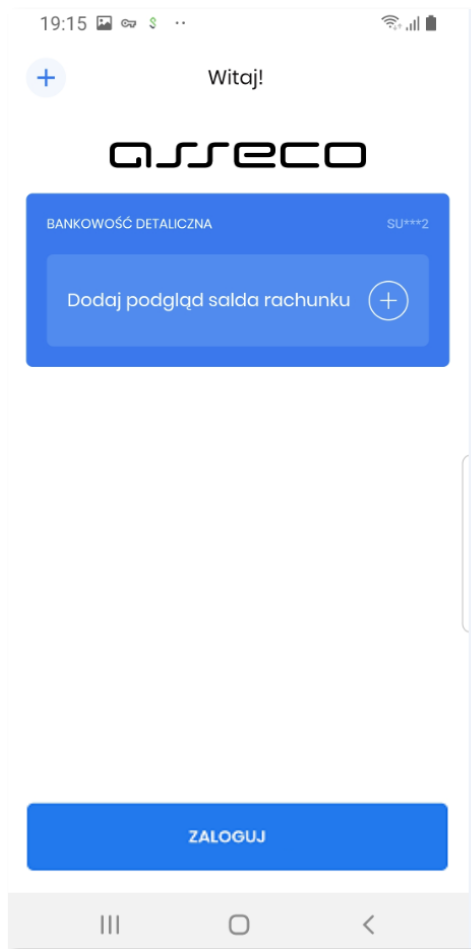 19:15
Witaj!
asseco
BANKOWOŚĆ DETALICZNA SU***2
Dodaj podgląd salda rachunku
ZALOGUJ